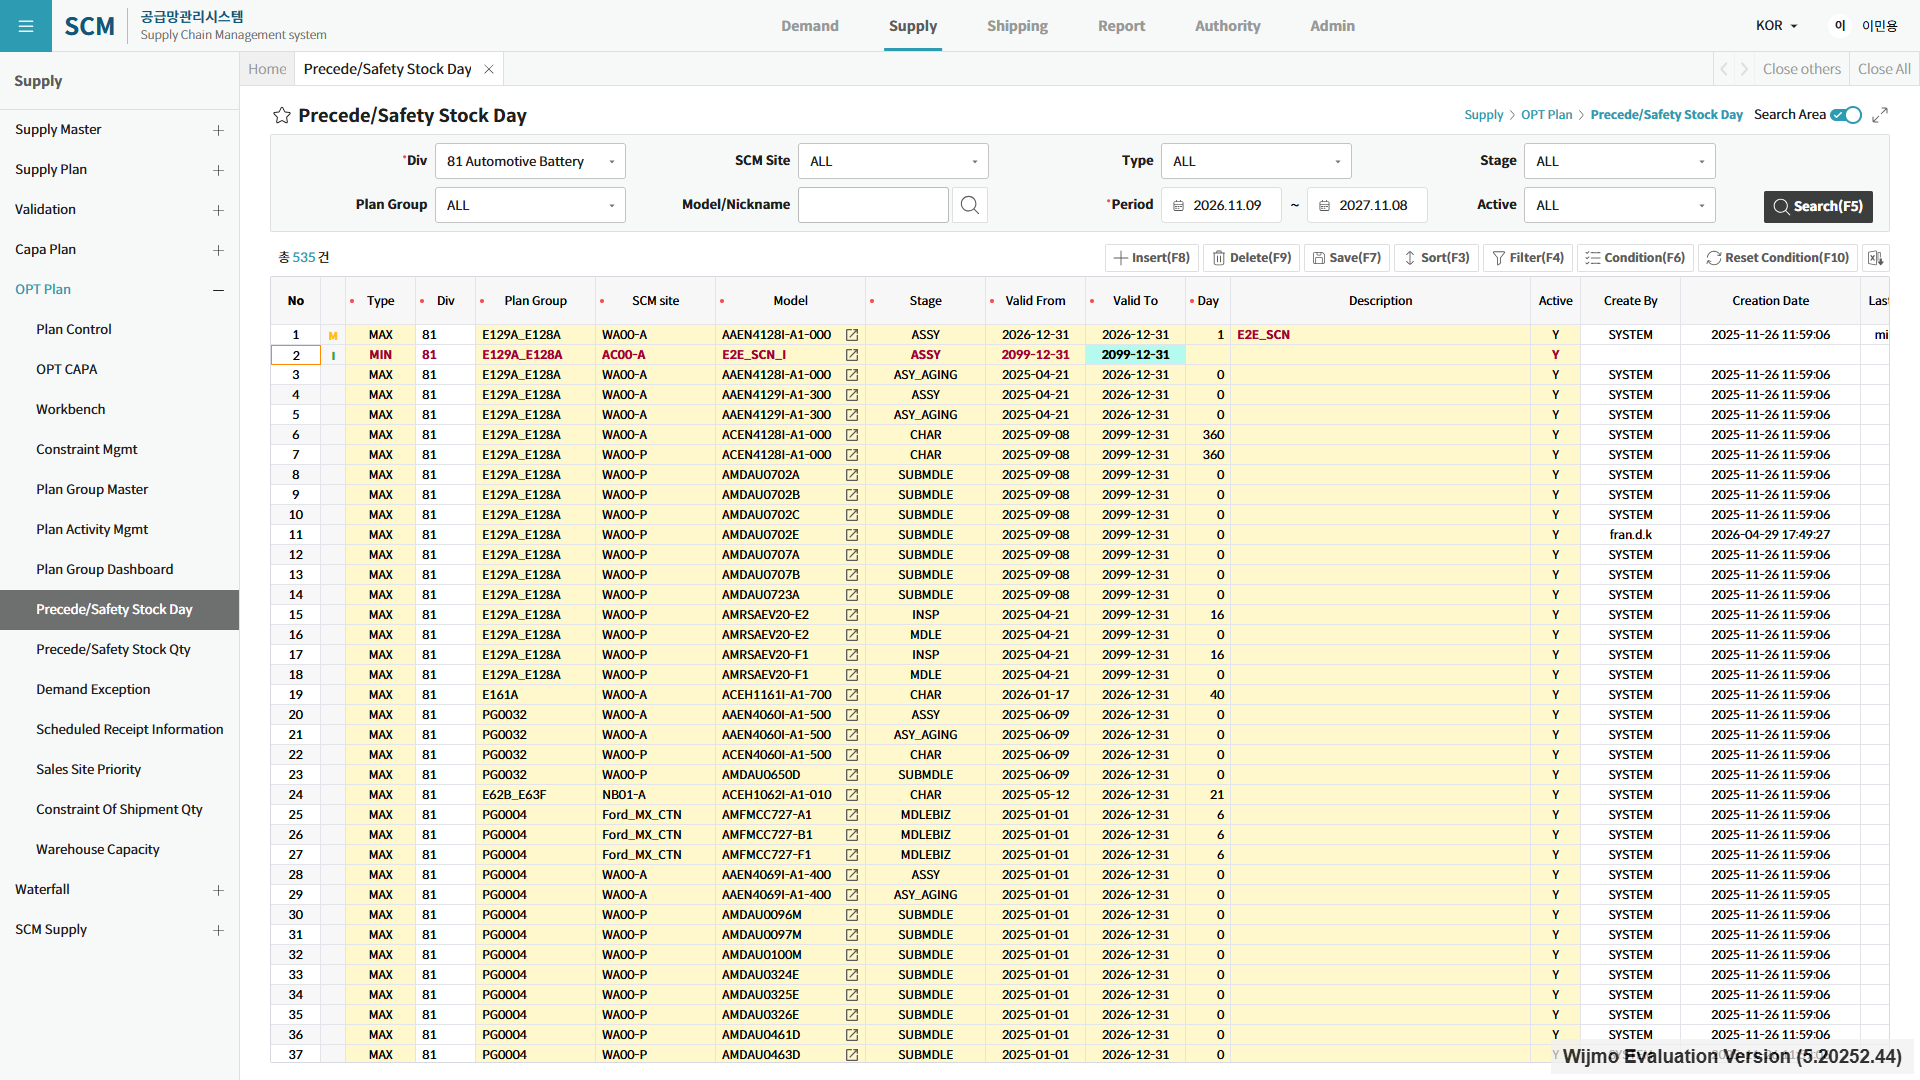 SCM 공급망관리시스템 Supply Chain Management system
Demand Supply Shipping Report Authority Admin
KOR 이 이민용
Supply
Supply Master
Supply Plan
Validation
Capa Plan
OPT Plan
Plan Control
OPT CAPA
Workbench
Constraint Mgmt
Plan Group Master
Plan Activity Mgmt
Plan Group Dashboard
Precede/Safety Stock Day
Precede/Safety Stock Qty
Demand Exception
Scheduled Receipt Information
Sales Site Priority
Constraint Of Shipment Qty
Warehouse Capacity
Waterfall
SCM Supply
Home Precede/Safety Stock Day
Close others Close All
Precede/Safety Stock Day
Supply > OPT Plan > Precede/Safety Stock Day Search Area
*Div 81 Automotive Battery SCM Site ALL Type ALL Stage ALL
Plan Group ALL Model/Nickname *Period 2026.11.09 ~ 2027.11.08 Active ALL Search(F5)
총 535 건
Insert(F8) Delete(F9) Save(F7) Sort(F3) Filter(F4) Condition(F6) Reset Condition(F10)
No Type Div Plan Group SCM site Model Stage Valid From Valid To Day Description Active Create By Creation Date Las
1 M MAX 81 E129A_E128A WA00-A AAEN4128I-A1-000 ASSY 2026-12-31 2026-12-31 1 E2E_SCN Y SYSTEM 2025-11-26 11:59:06 mi
2 I MIN 81 E129A_E128A AC00-A E2E_SCN_I ASSY 2099-12-31 2099-12-31 Y
3 MAX 81 E129A_E128A WA00-A AAEN4128I-A1-000 ASY_AGING 2025-04-21 2026-12-31 0 Y SYSTEM 2025-11-26 11:59:06
4 MAX 81 E129A_E128A WA00-A AAEN4129I-A1-300 ASSY 2025-04-21 2026-12-31 0 Y SYSTEM 2025-11-26 11:59:06
5 MAX 81 E129A_E128A WA00-A AAEN4129I-A1-300 ASY_AGING 2025-04-21 2026-12-31 0 Y SYSTEM 2025-11-26 11:59:06
6 MAX 81 E129A_E128A WA00-A ACEN4128I-A1-000 CHAR 2025-09-08 2099-12-31 360 Y SYSTEM 2025-11-26 11:59:06
7 MAX 81 E129A_E128A WA00-P ACEN4128I-A1-000 CHAR 2025-09-08 2099-12-31 360 Y SYSTEM 2025-11-26 11:59:06
8 MAX 81 E129A_E128A WA00-P AMDAU0702A SUBMDLE 2025-09-08 2099-12-31 0 Y SYSTEM 2025-11-26 11:59:06
9 MAX 81 E129A_E128A WA00-P AMDAU0702B SUBMDLE 2025-09-08 2099-12-31 0 Y SYSTEM 2025-11-26 11:59:06
10 MAX 81 E129A_E128A WA00-P AMDAU0702C SUBMDLE 2025-09-08 2099-12-31 0 Y SYSTEM 2025-11-26 11:59:06
11 MAX 81 E129A_E128A WA00-P AMDAU0702E SUBMDLE 2025-09-08 2099-12-31 0 Y fran.d.k 2026-04-29 17:49:27
12 MAX 81 E129A_E128A WA00-P AMDAU0707A SUBMDLE 2025-09-08 2099-12-31 0 Y SYSTEM 2025-11-26 11:59:06
13 MAX 81 E129A_E128A WA00-P AMDAU0707B SUBMDLE 2025-09-08 2099-12-31 0 Y SYSTEM 2025-11-26 11:59:06
14 MAX 81 E129A_E128A WA00-P AMDAU0723A SUBMDLE 2025-09-08 2099-12-31 0 Y SYSTEM 2025-11-26 11:59:06
15 MAX 81 E129A_E128A WA00-P AMRSAEV20-E2 INSP 2025-04-21 2099-12-31 16 Y SYSTEM 2025-11-26 11:59:06
16 MAX 81 E129A_E128A WA00-P AMRSAEV20-E2 MDLE 2025-04-21 2099-12-31 0 Y SYSTEM 2025-11-26 11:59:06
17 MAX 81 E129A_E128A WA00-P AMRSAEV20-F1 INSP 2025-04-21 2099-12-31 16 Y SYSTEM 2025-11-26 11:59:06
18 MAX 81 E129A_E128A WA00-P AMRSAEV20-F1 MDLE 2025-04-21 2099-12-31 0 Y SYSTEM 2025-11-26 11:59:06
19 MAX 81 E161A WA00-A ACEH1161I-A1-700 CHAR 2026-01-17 2026-12-31 40 Y SYSTEM 2025-11-26 11:59:06
20 MAX 81 PG0032 WA00-A AAEN4060I-A1-500 ASSY 2025-06-09 2026-12-31 0 Y SYSTEM 2025-11-26 11:59:06
21 MAX 81 PG0032 WA00-A AAEN4060I-A1-500 ASY_AGING 2025-06-09 2026-12-31 0 Y SYSTEM 2025-11-26 11:59:06
22 MAX 81 PG0032 WA00-P ACEN4060I-A1-500 CHAR 2025-06-09 2026-12-31 0 Y SYSTEM 2025-11-26 11:59:06
23 MAX 81 PG0032 WA00-P AMDAU0650D SUBMDLE 2025-06-09 2026-12-31 0 Y SYSTEM 2025-11-26 11:59:06
24 MAX 81 E62B_E63F NB01-A ACEH1062I-A1-010 CHAR 2025-05-12 2026-12-31 21 Y SYSTEM 2025-11-26 11:59:06
25 MAX 81 PG0004 Ford_MX_CTN AMFMCC727-A1 MDLEBIZ 2025-01-01 2026-12-31 6 Y SYSTEM 2025-11-26 11:59:06
26 MAX 81 PG0004 Ford_MX_CTN AMFMCC727-B1 MDLEBIZ 2025-01-01 2026-12-31 6 Y SYSTEM 2025-11-26 11:59:06
27 MAX 81 PG0004 Ford_MX_CTN AMFMCC727-F1 MDLEBIZ 2025-01-01 2026-12-31 6 Y SYSTEM 2025-11-26 11:59:06
28 MAX 81 PG0004 WA00-A AAEN4069I-A1-400 ASSY 2025-01-01 2026-12-31 0 Y SYSTEM 2025-11-26 11:59:06
29 MAX 81 PG0004 WA00-A AAEN4069I-A1-400 ASY_AGING 2025-01-01 2026-12-31 0 Y SYSTEM 2025-11-26 11:59:05
30 MAX 81 PG0004 WA00-P AMDAU0096M SUBMDLE 2025-01-01 2026-12-31 0 Y SYSTEM 2025-11-26 11:59:06
31 MAX 81 PG0004 WA00-P AMDAU0097M SUBMDLE 2025-01-01 2026-12-31 0 Y SYSTEM 2025-11-26 11:59:06
32 MAX 81 PG0004 WA00-P AMDAU0100M SUBMDLE 2025-01-01 2026-12-31 0 Y SYSTEM 2025-11-26 11:59:06
33 MAX 81 PG0004 WA00-P AMDAU0324E SUBMDLE 2025-01-01 2026-12-31 0 Y SYSTEM 2025-11-26 11:59:06
34 MAX 81 PG0004 WA00-P AMDAU0325E SUBMDLE 2025-01-01 2026-12-31 0 Y SYSTEM 2025-11-26 11:59:06
35 MAX 81 PG0004 WA00-P AMDAU0326E SUBMDLE 2025-01-01 2026-12-31 0 Y SYSTEM 2025-11-26 11:59:06
36 MAX 81 PG0004 WA00-P AMDAU0461D SUBMDLE 2025-01-01 2026-12-31 0 Y SYSTEM 2025-11-26 11:59:06
37 MAX 81 PG0004 WA00-P AMDAU0463D SUBMDLE 2025-01-01 2026-12-31 0 Y
Wijmo Evaluation Version (5.20252.44)